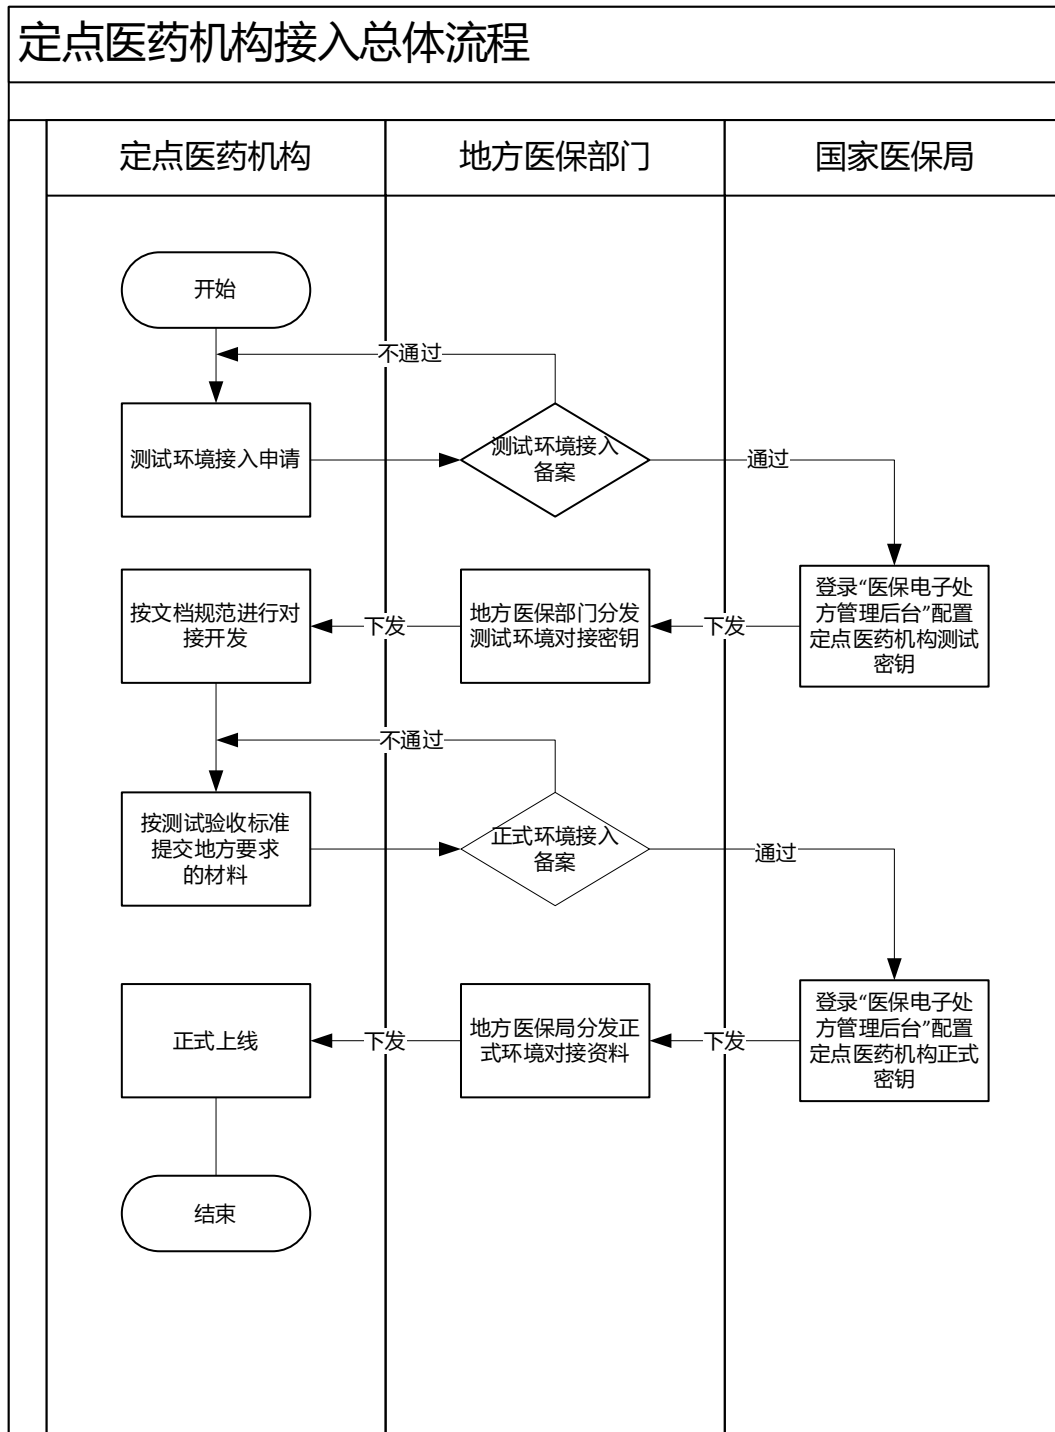 定点医药机构接入总体流程
定点医药机构
地方医保部门
国家医保局
开始
不通过
测试环境接入申请
测试环境接入
备案
通过
按文档规范进行对
接开发
下发
地方医保部门分发
测试环境对接密钥
下发
登录“医保电子处
方管理后台”配置
定点医药机构测试
密钥
不通过
按测试验收标准
提交地方要求
的材料
正式环境接入
备案
通过
正式上线
下发
地方医保局分发正
式环境对接资料
下发
登录“医保电子处
方管理后台”配置
定点医药机构正式
密钥
结束